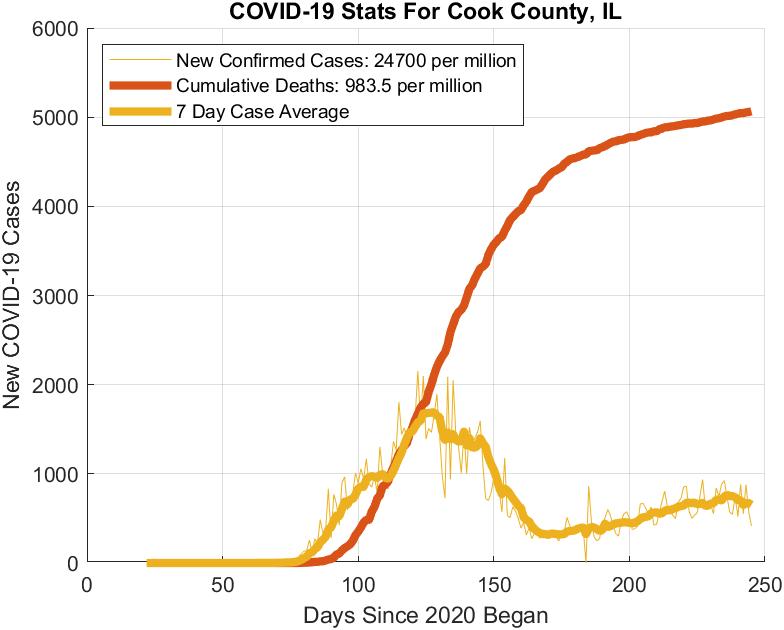 COVID-19 Stats For Cook County, IL
6000
New Confirmed Cases: 24700 per million
Cumulative Deaths: 983.5 per million
7 Day Case Average
5000
4000
3000
2000
1000
0
New COVID-19 Cases
0 50 100 150 200 250
Days Since 2020 Began